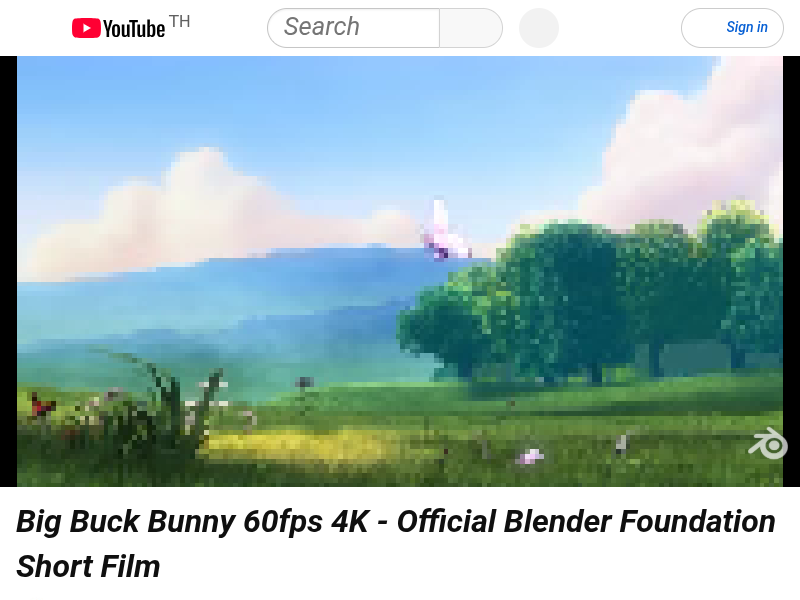 YouTube TH
Search
Sign in
Big Buck Bunny 60fps 4K - Official Blender Foundation
Short Film